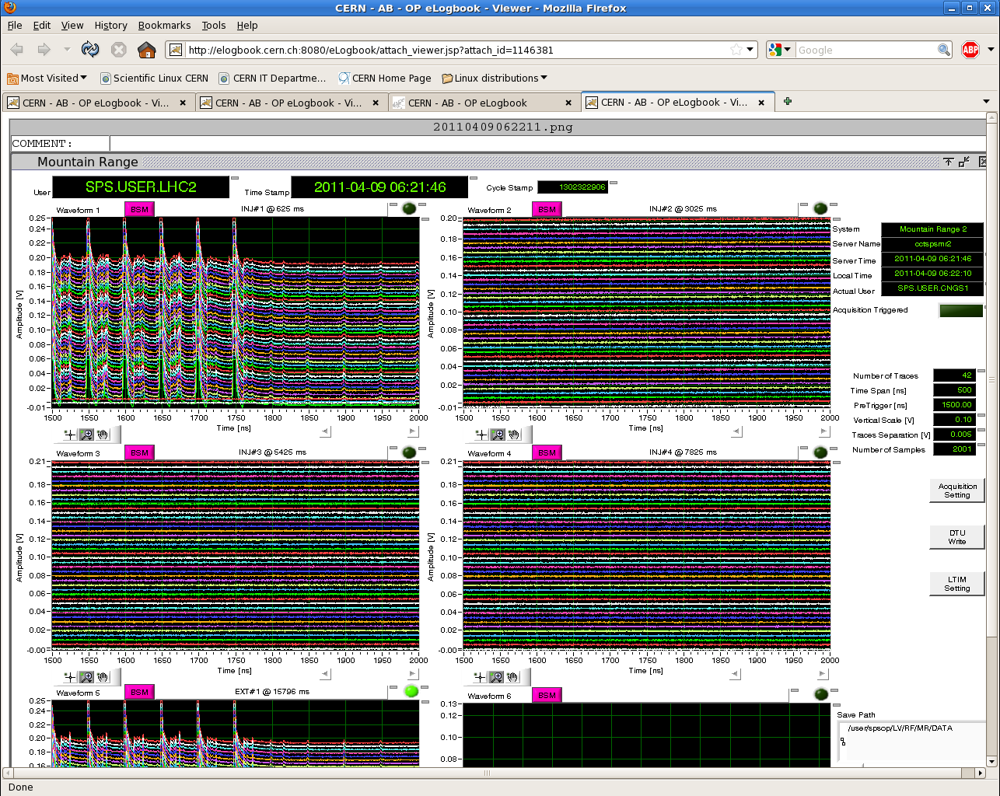 CERN - AB - OP eLogbook - Viewer - Mozilla Firefox
File Edit View History Bookmarks Tools Help
http://elogbook.cern.ch:8080/eLogbook/attach_viewer.jsp?attach_id=1146381
Google
ABP
Most Visited Scientific Linux CERN CERN IT Departme... CERN Home Page Linux distributions
CERN - AB - OP eLogbook - Vi... CERN - AB - OP eLogbook - Vi... CERN - AB - OP eLogbook CERN - AB - OP eLogbook - Vi...
20110409062211.png
COMMENT:
Mountain Range
User SPS.USER.LHC2 Time Stamp 2011-04-09 06:21:46 Cycle Stamp 1302322906
Waveform 1 BSM INJ#1 @ 625 ms
0.25
0.24
0.22
0.20
0.18
0.16
0.14
0.12
0.10
0.08
0.06
0.04
0.02
-0.01
Amplitude [V]
1500 1550 1600 1650 1700 1750 1800 1850 1900 1950 2000
Time [ns]
Waveform 2 BSM INJ#2 @ 3025 ms
0.20
0.18
0.16
0.14
0.12
0.10
0.08
0.06
0.04
0.02
-0.01
Amplitude [V]
1500 1550 1600 1650 1700 1750 1800 1850 1900 1950 2000
Time [ns]
System Mountain Range 2
Server Name cctspsmr2
Server Time 2011-04-09 06:21:46
Local Time 2011-04-09 06:22:10
Actual User SPS.USER.CNGS1
Acquisition Triggered
Number of Traces 42
Time Span [ns] 500
PreTrigger [ns] 1500.00
Vertical Scale [V] 0.10
Traces Separation [V] 0.005
Number of Samples 2001
Waveform 3 BSM INJ#3 @ 5425 ms
0.21
0.18
0.16
0.14
0.12
0.10
0.08
0.06
0.04
0.02
-0.00
Amplitude [V]
1500 1550 1600 1650 1700 1750 1800 1850 1900 1950 2000
Time [ns]
Waveform 4 BSM INJ#4 @ 7825 ms
0.21
0.18
0.16
0.14
0.12
0.10
0.08
0.06
0.04
0.02
-0.00
Amplitude [V]
1500 1550 1600 1650 1700 1750 1800 1850 1900 1950 2000
Time [ns]
Acquisition
Setting
DTU
Write
LTIM
Setting
Waveform 5 BSM EXT#1 @ 15796 ms
0.25
0.24
0.22
0.20
0.18
0.16
Waveform 6 BSM
0.13
0.12
0.10
0.08
Save Path
/user/spsop/LV/RF/MR/DATA
Done